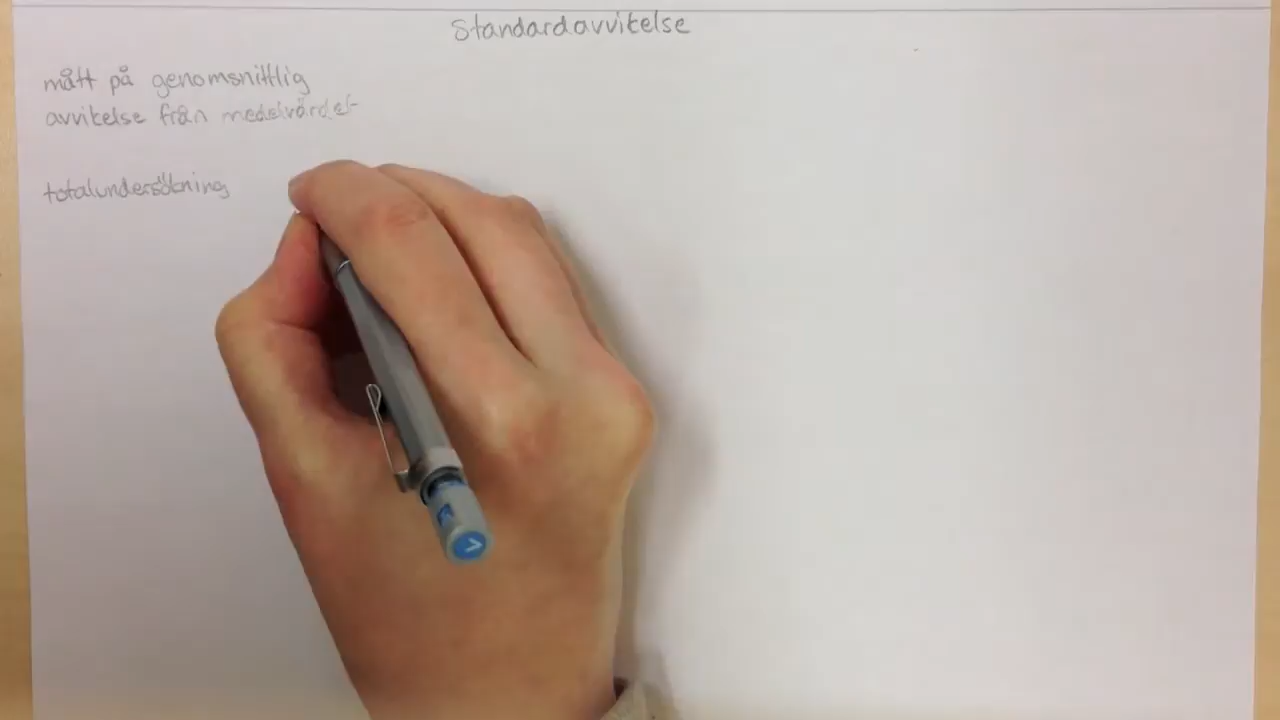 Standardavvikelse
mått på genomsnittlig
avvikelse från medelvärdet
totalundersökning